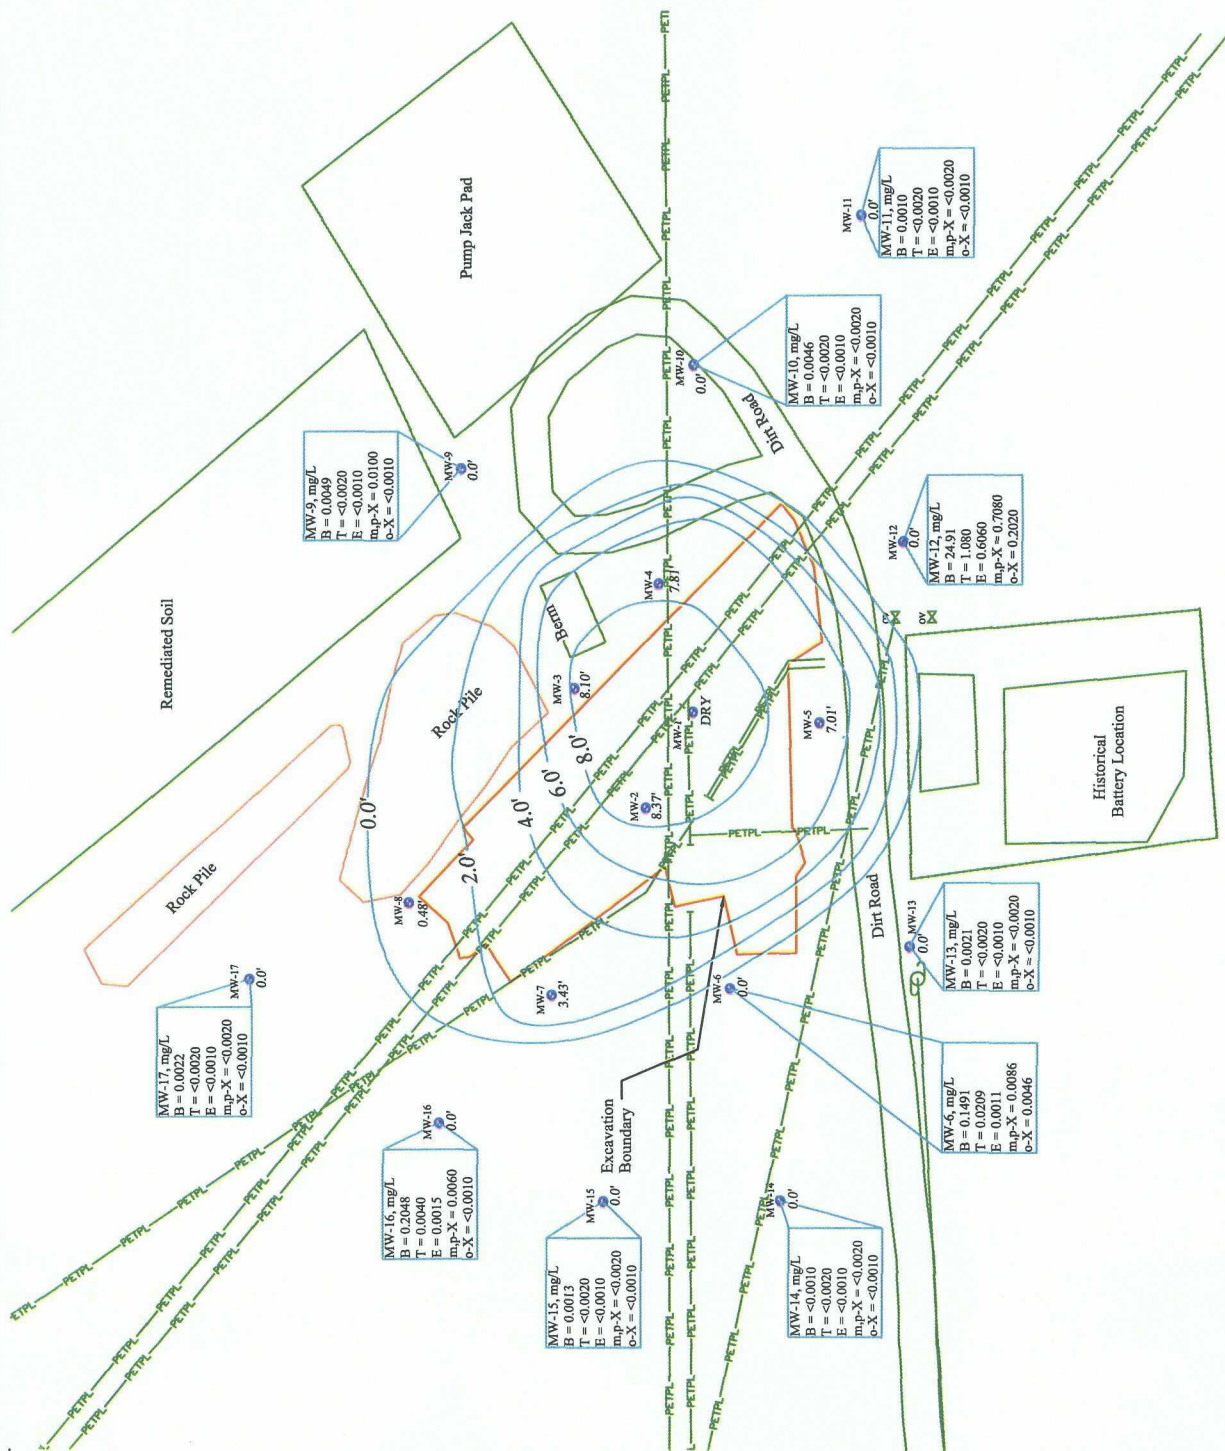 Remediated Soil
Pump Jack Pad
Rock Pile
Rock Pile
Berm
Dirt Road
Dirt Road
Excavation
Boundary
Historical
Battery Location
0.0'
2.0'
4.0'
6.0'
8.0'
MW-17, mg/L
B = 0.0022
T = <0.0020
E = <0.0010
m,p-X = <0.0020
o-X = <0.0010
MW-17
0.0'
MW-9, mg/L
B = 0.0049
T = <0.0020
E = <0.0010
m,p-X = 0.0100
o-X = <0.0010
MW-9
0.0'
MW-16, mg/L
B = 0.2048
T = 0.0040
E = 0.0015
m,p-X = 0.0060
o-X = <0.0010
MW-16
0.0'
MW-15, mg/L
B = 0.0013
T = <0.0020
E = <0.0010
m,p-X = <0.0020
o-X = <0.0010
MW-15
0.0'
MW-14, mg/L
B = <0.0010
T = <0.0020
E = <0.0010
m,p-X = <0.0020
o-X = <0.0010
MW-14
0.0'
MW-6, mg/L
B = 0.1491
T = 0.0209
E = 0.0011
m,p-X = 0.0086
o-X = 0.0046
MW-6
0.0'
MW-13, mg/L
B = 0.0021
T = <0.0020
E = <0.0010
m,p-X = <0.0020
o-X = <0.0010
MW-13
0.0'
MW-12, mg/L
B = 24.91
T = 1.080
E = 0.6060
m,p-X = 0.7080
o-X = 0.2020
MW-12
0.0'
MW-10, mg/L
B = 0.0046
T = <0.0020
E = <0.0010
m,p-X = <0.0020
o-X = <0.0010
MW-10
0.0'
MW-11, mg/L
B = 0.0010
T = <0.0020
E = <0.0010
m,p-X = <0.0020
o-X = <0.0010
MW-11
0.0'
MW-8
0.48'
MW-7
3.43'
MW-2
8.37'
MW-3
8.10'
MW-1
DRY
MW-4
7.81'
MW-5
7.01'
OV
OV
PETPL
PETPL
PETPL
PETPL
PETPL
PETPL
PETPL
PETPL
PETPL
PETPL